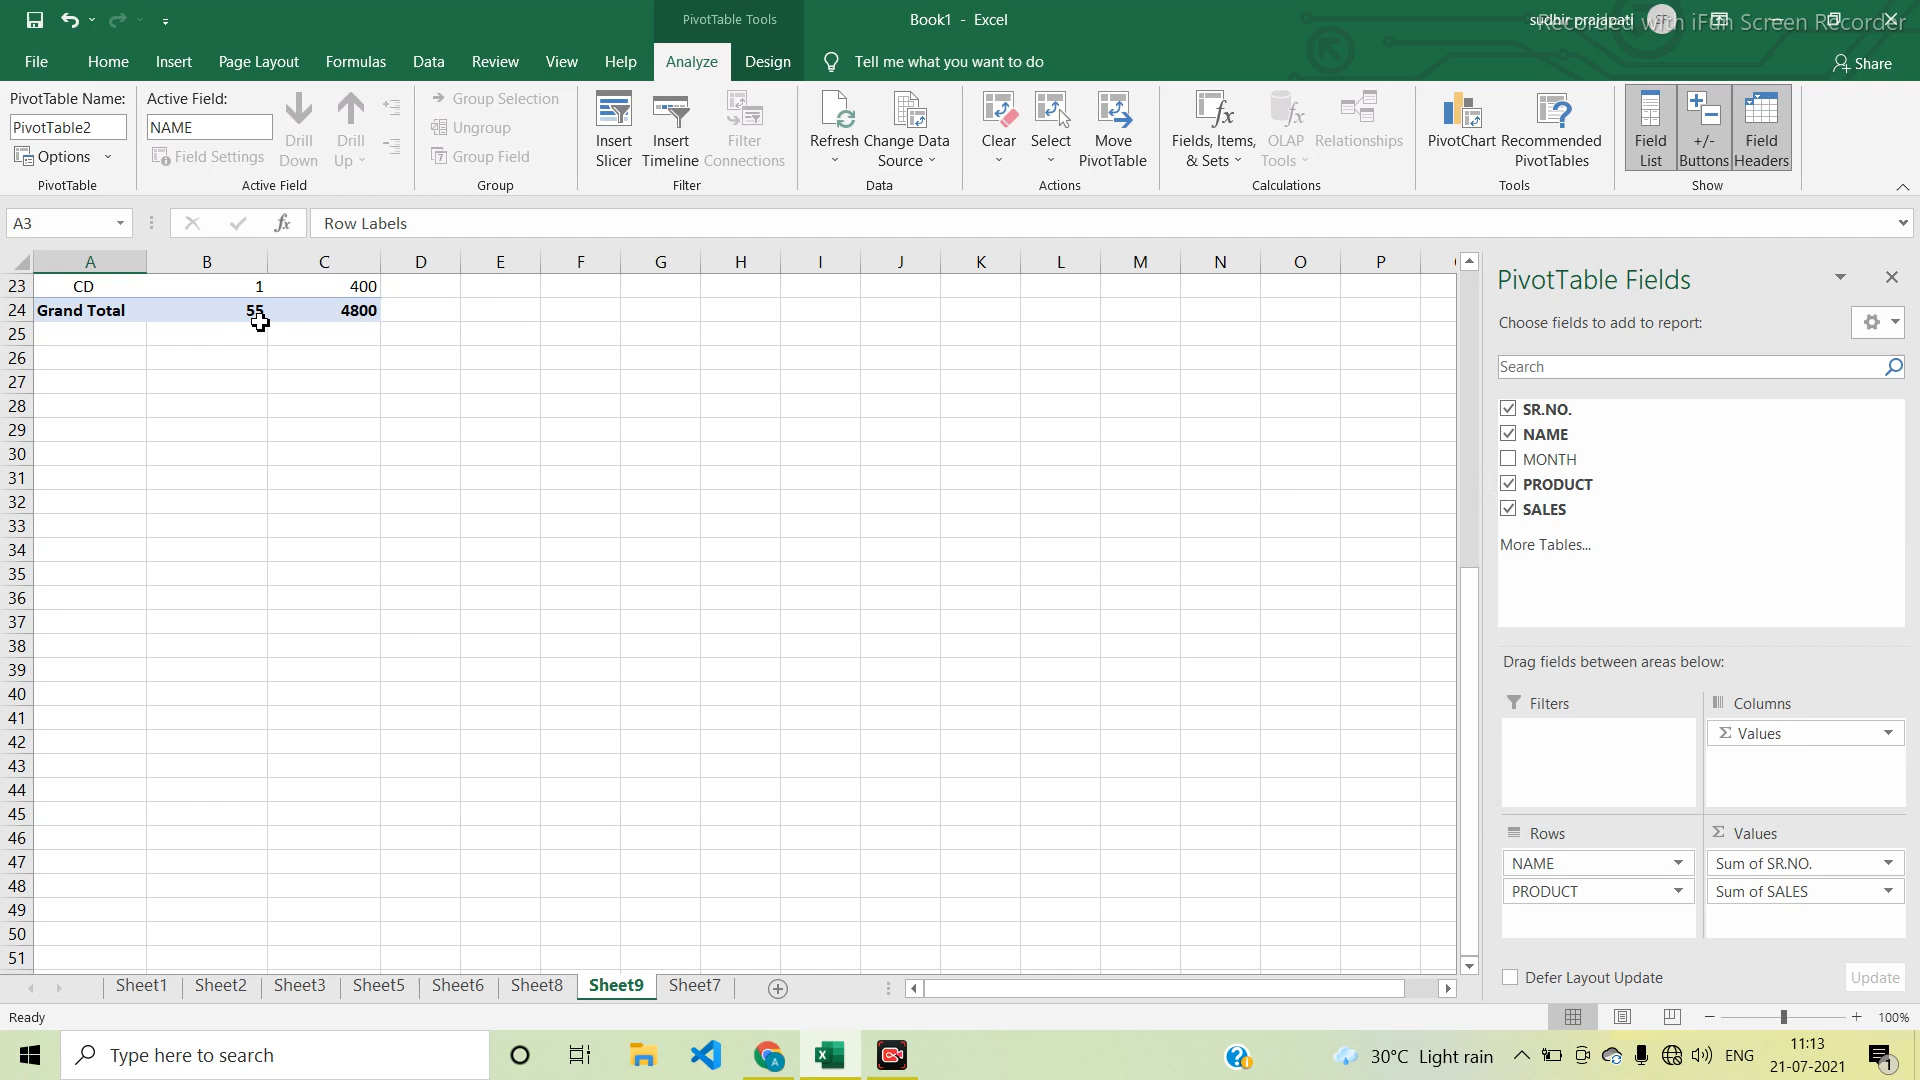 PivotTable Tools
Book1 - Excel
sudhir prajapati
SP
Recorded with iFun Screen Recorder
File Home Insert Page Layout Formulas Data Review View Help Analyze Design Tell me what you want to do Share
PivotTable Name:
PivotTable2
Options
PivotTable
Active Field:
NAME
Field Settings
Drill Down
Drill Up
Active Field
Group Selection
Ungroup
Group Field
Group
Insert Slicer
Insert Timeline
Filter Connections
Filter
Refresh
Change Data Source
Data
Clear
Select
Move PivotTable
Actions
Fields, Items, & Sets
OLAP Tools
Relationships
Calculations
PivotChart
Recommended PivotTables
Tools
Field List
+/- Buttons
Field Headers
Show
A3
fx
Row Labels
A B C D E F G H I J K L M N O P
23 CD 1 400
24 Grand Total 55 4800
25
26
27
28
29
30
31
32
33
34
35
36
37
38
39
40
41
42
43
44
45
46
47
48
49
50
51
PivotTable Fields
Choose fields to add to report:
Search
SR.NO.
NAME
MONTH
PRODUCT
SALES
More Tables...
Drag fields between areas below:
Filters
Columns
Σ Values
Rows
NAME
PRODUCT
Σ Values
Sum of SR.NO.
Sum of SALES
Defer Layout Update
Update
Sheet1 Sheet2 Sheet3 Sheet5 Sheet6 Sheet8 Sheet9 Sheet7
Ready
100%
Type here to search
30°C Light rain
ENG
11:13
21-07-2021
1